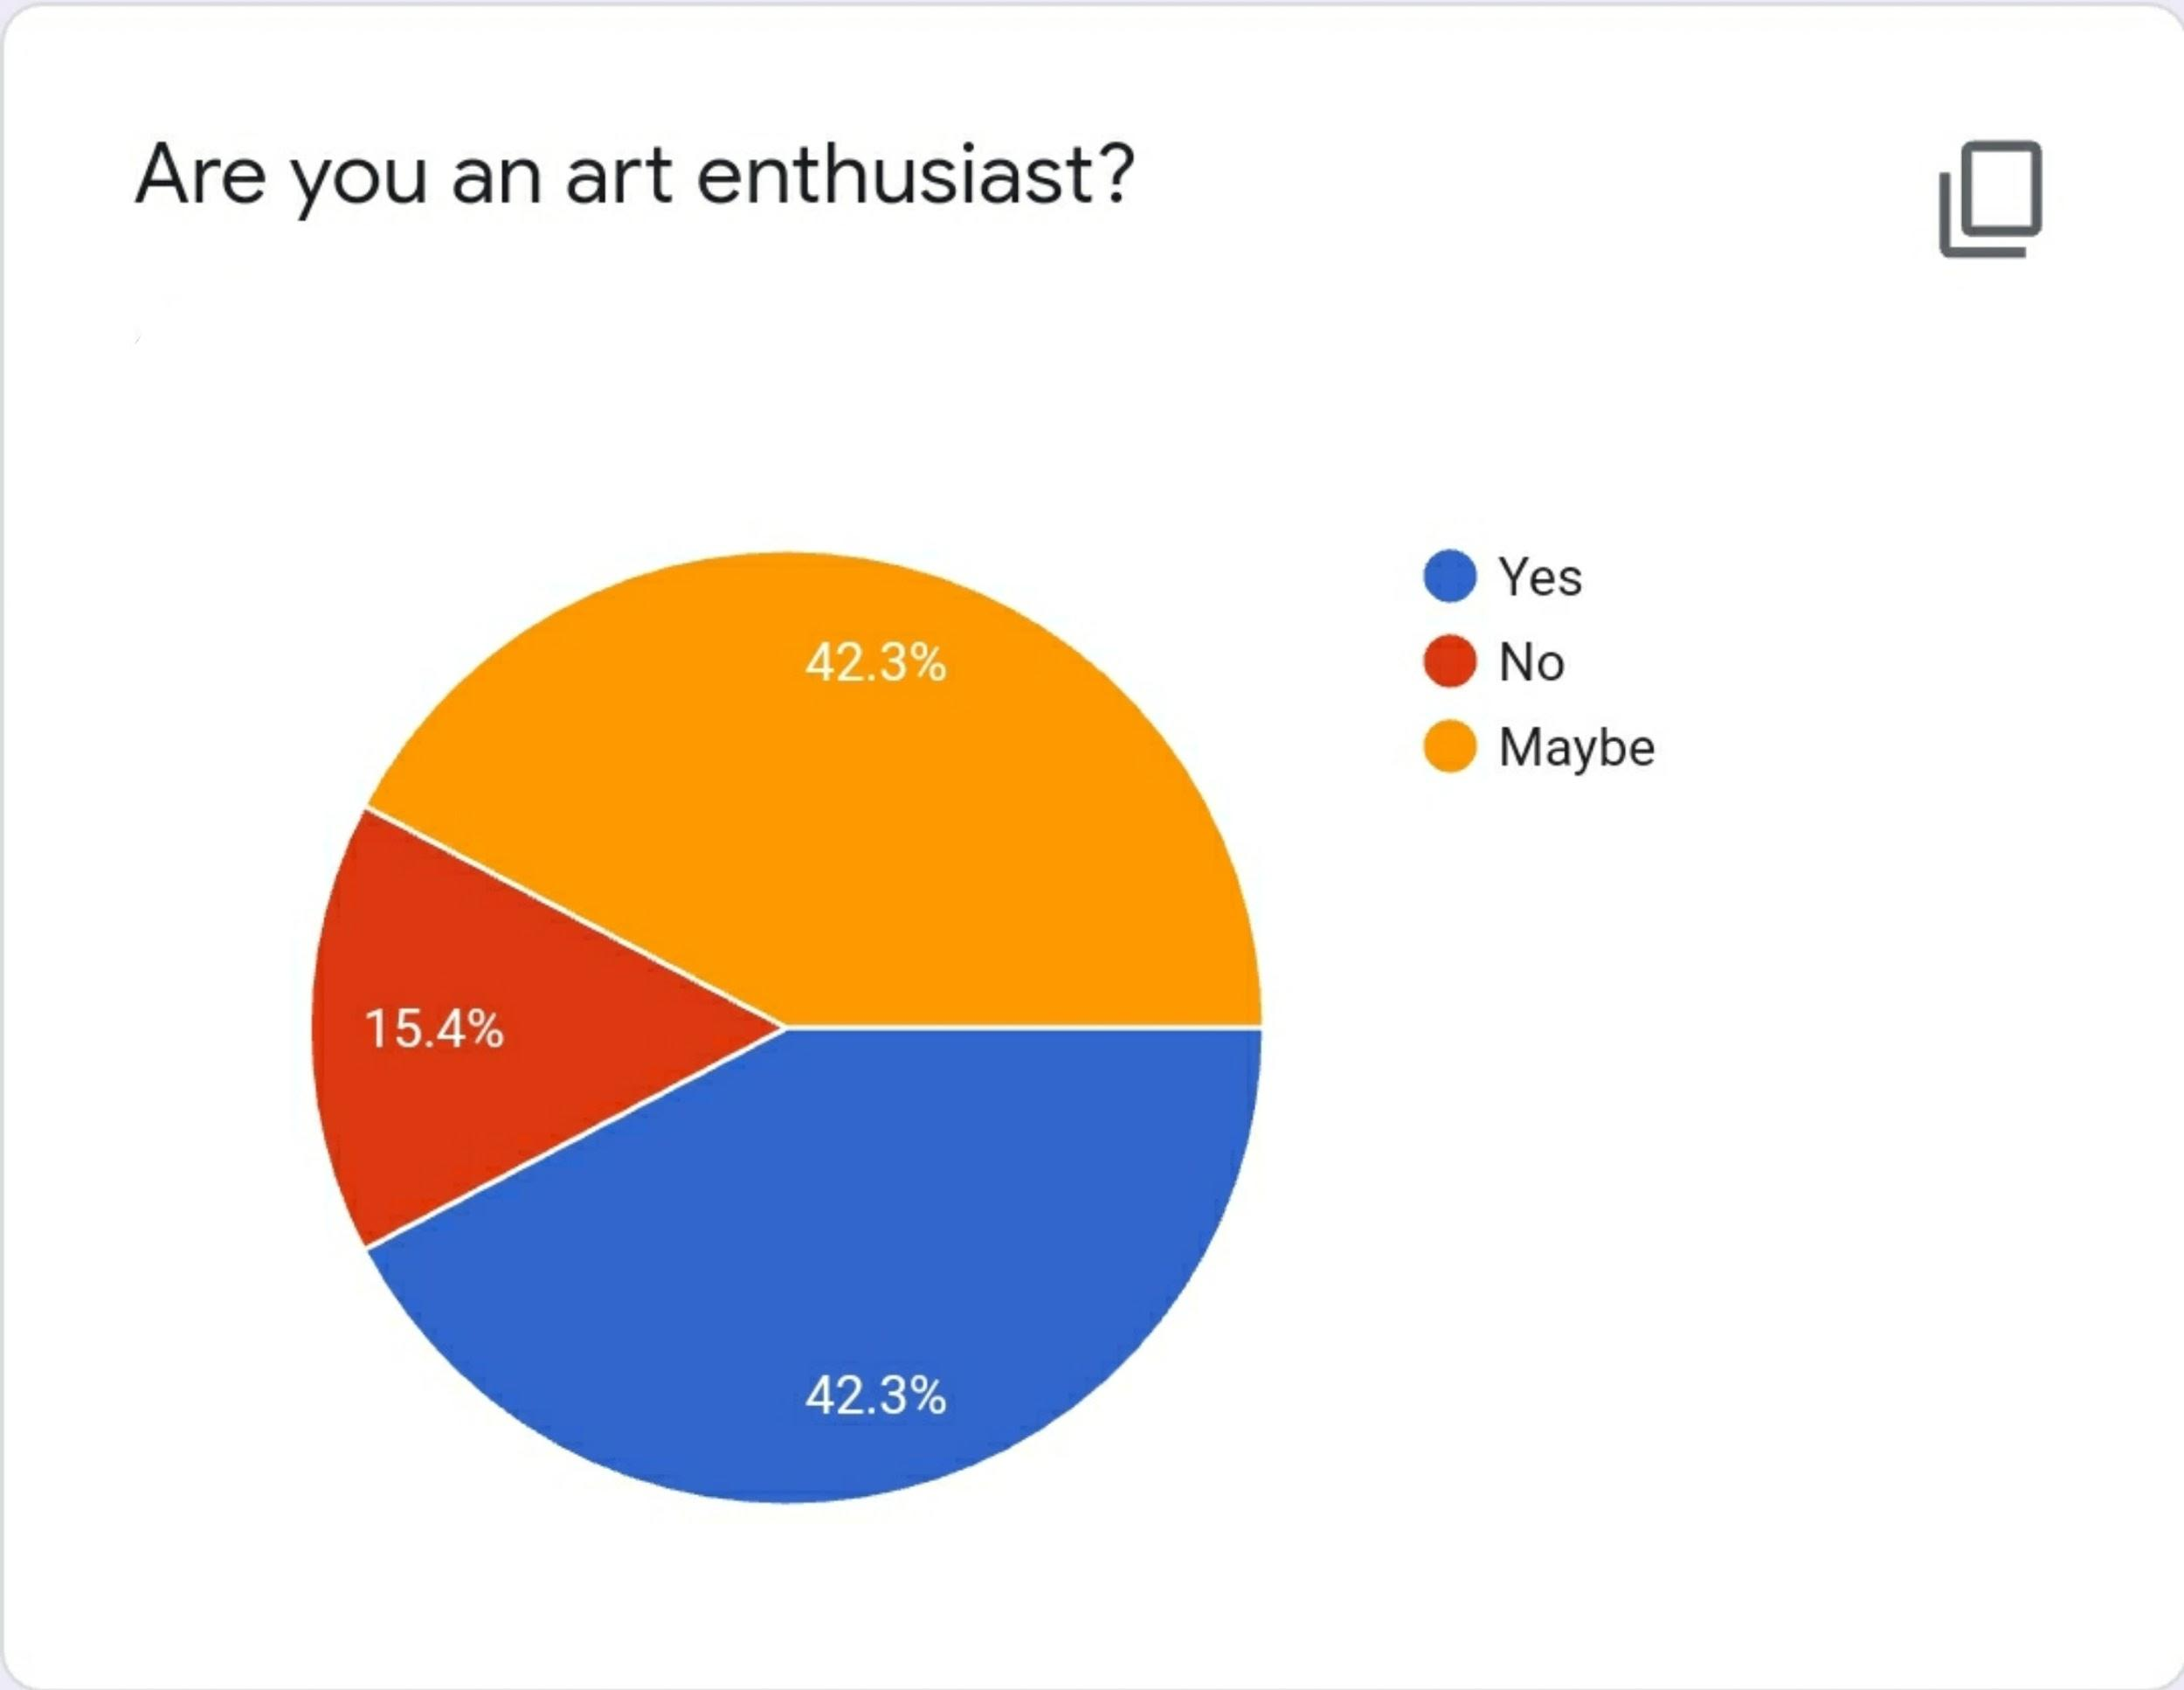 Are you an art enthusiast?
42.3%
15.4%
42.3%
Yes
No
Maybe